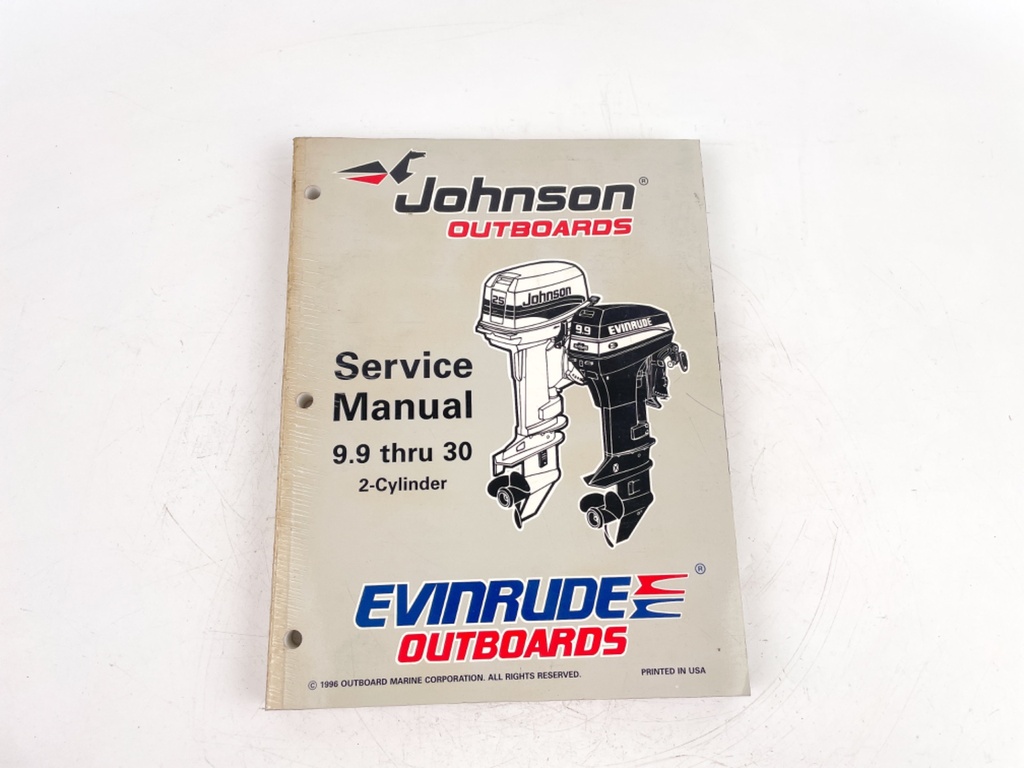 Johnson®
OUTBOARDS
25
Johnson
9.9
EVINRUDE
Service
Manual
9.9 thru 30
2-Cylinder
EVINRUDE®
OUTBOARDS
© 1996 OUTBOARD MARINE CORPORATION. ALL RIGHTS RESERVED.
PRINTED IN USA